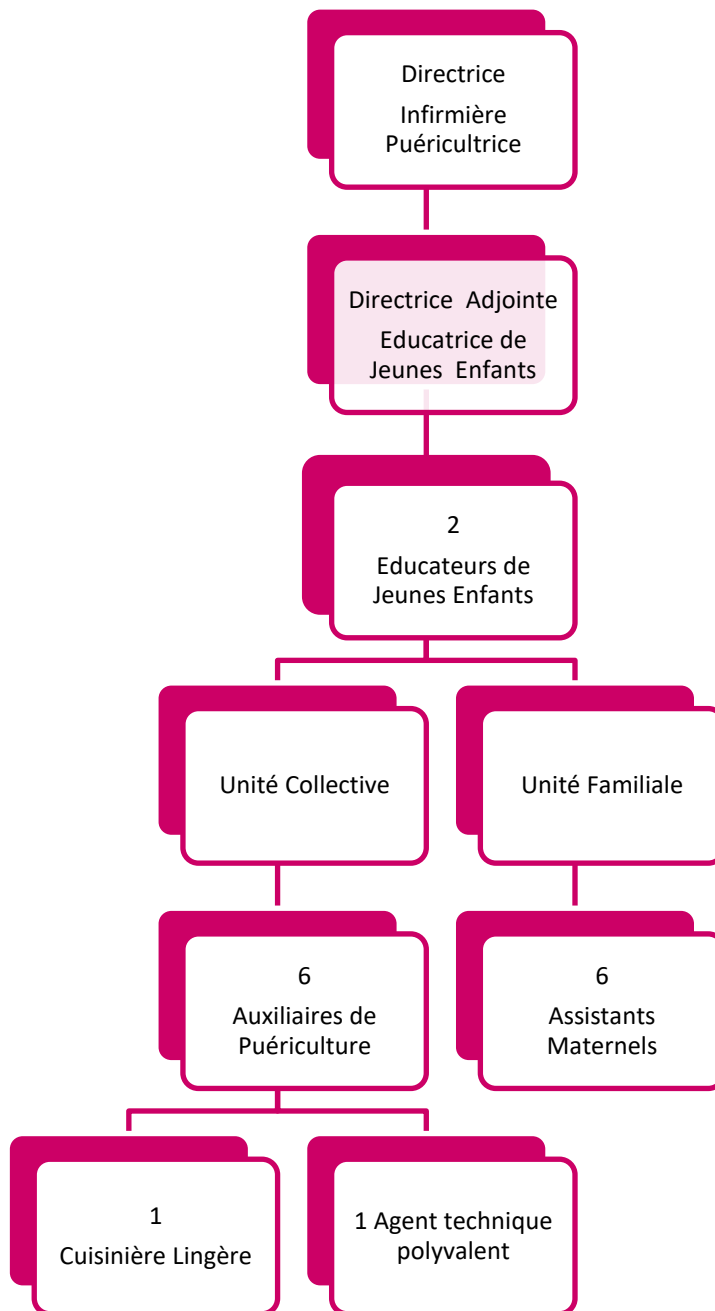 Directrice
Infirmière
Puéricultrice
Directrice Adjointe
Educatrice de
Jeunes Enfants
2
Educateurs de
Jeunes Enfants
Unité Collective
Unité Familiale
6
Auxiliaires de
Puériculture
6
Assistants
Maternels
1
Cuisinière Lingère
1 Agent technique
polyvalent